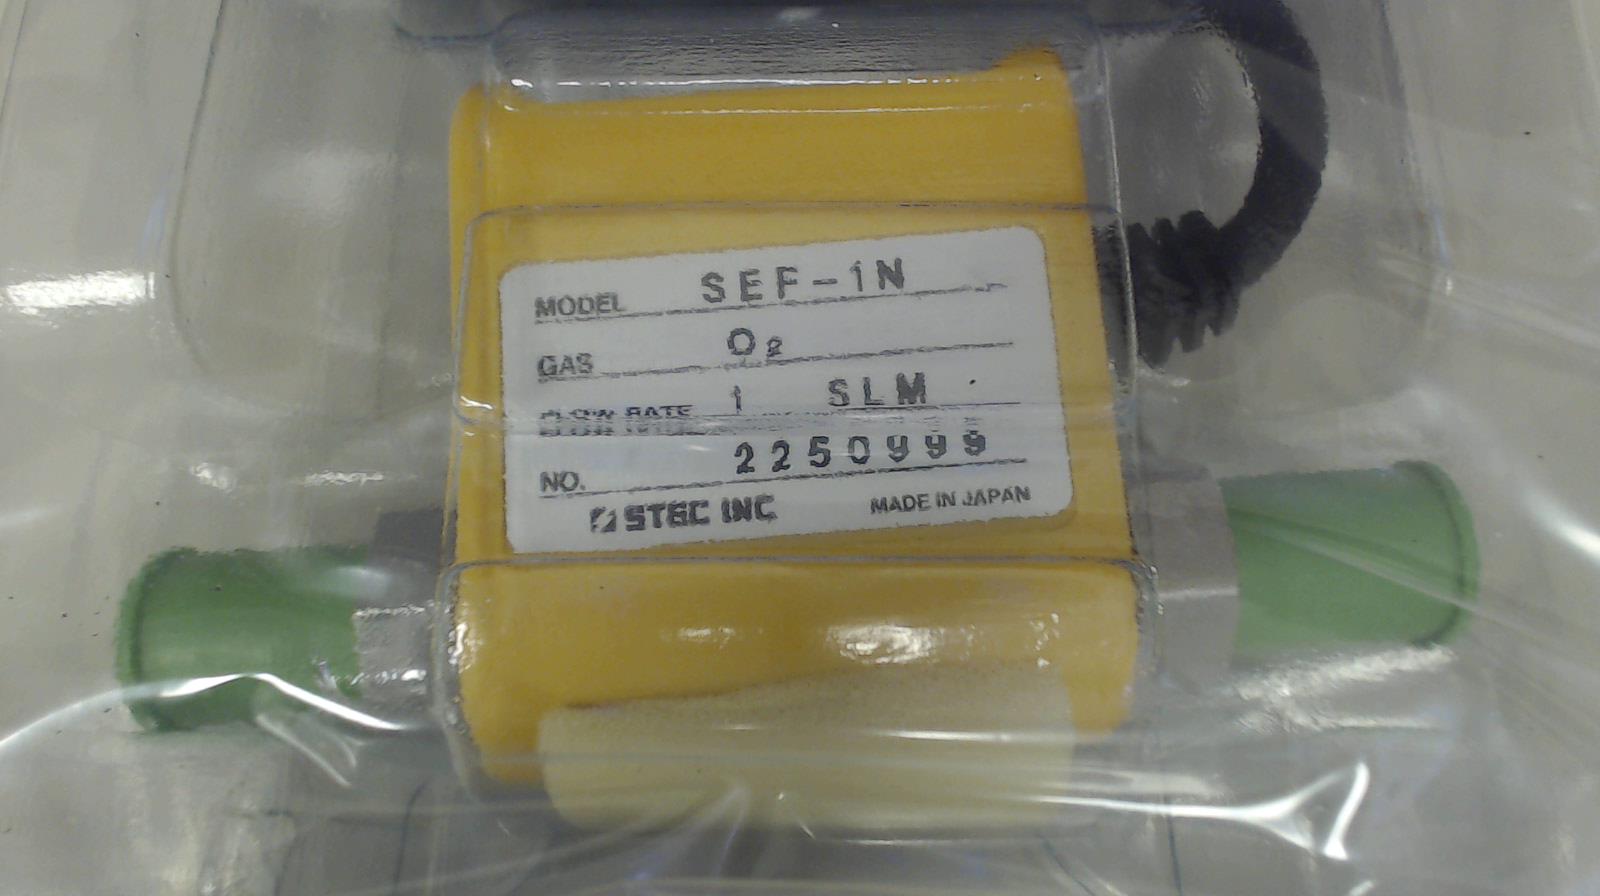 MODEL SEF-1N
GAS O₂
FLOW RATE 1 SLM
NO. 2250999
STEC INC MADE IN JAPAN